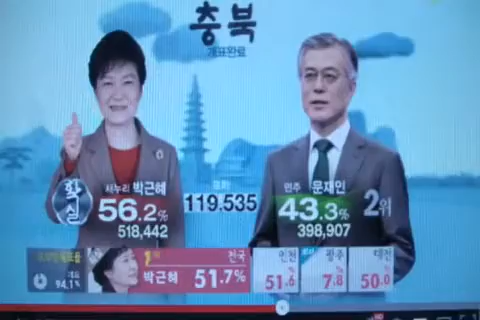 충북
개표완료
확실
새누리 박근혜
56.2%
518,442
표차
119.535
민주 문재인
43.3%
2위
398,907
94.1%
1위
전국
박근혜 51.7%
인천
51.6%
광주
7.8%
대전
50.0%
HD